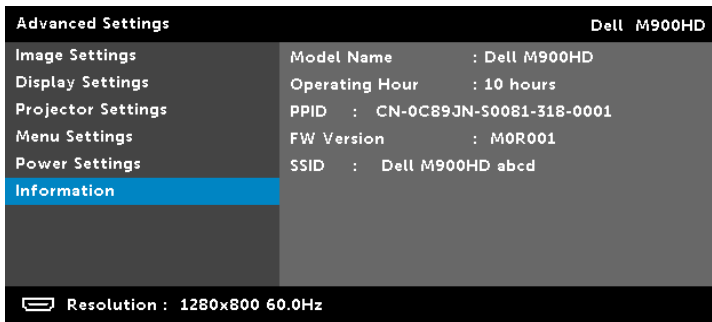 Advanced Settings Dell M900HD
Image Settings
Display Settings
Projector Settings
Menu Settings
Power Settings
Information
Model Name : Dell M900HD
Operating Hour : 10 hours
PPID : CN-0C89JN-S0081-318-0001
FW Version : M0R001
SSID : Dell M900HD abcd
Resolution : 1280x800 60.0Hz